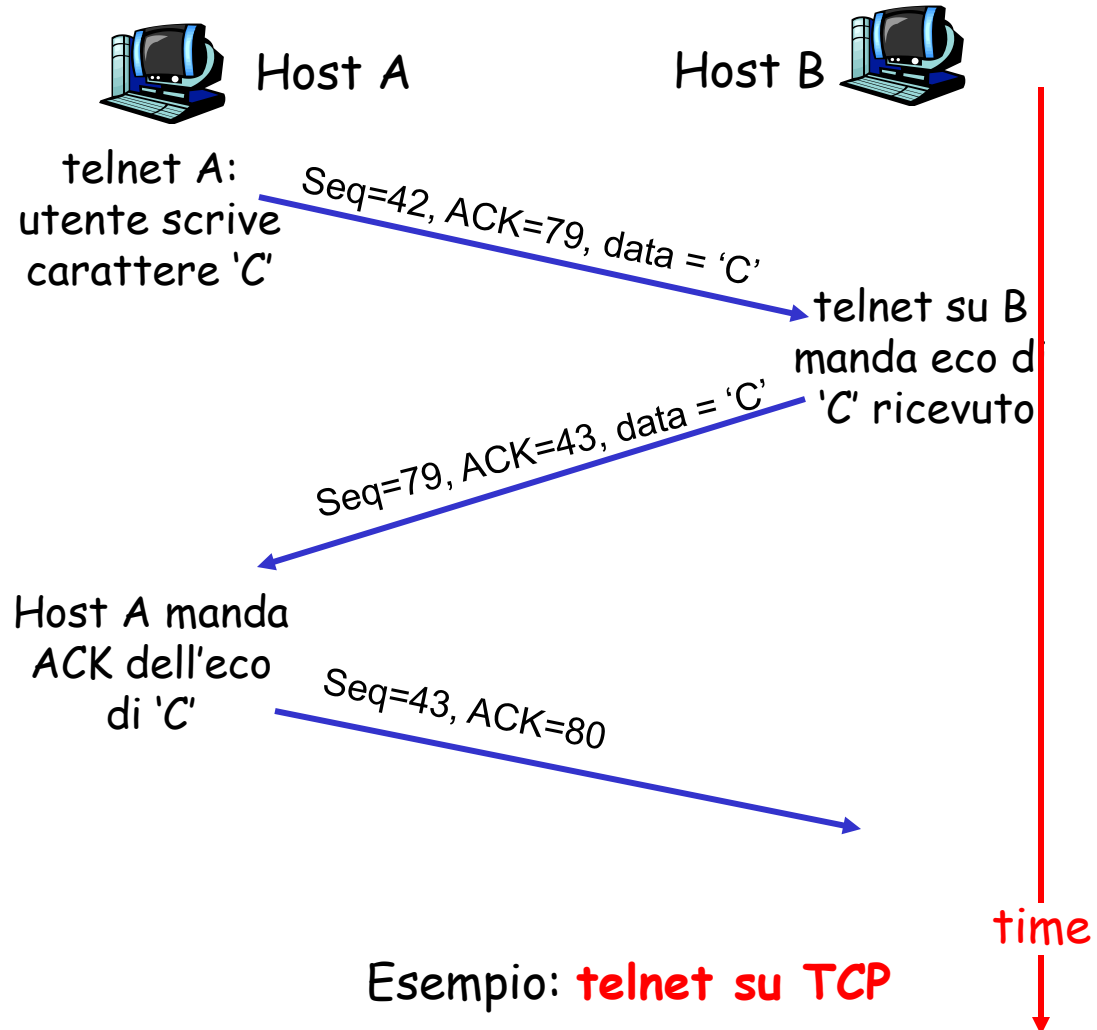 Host A
Host B
telnet A:
utente scrive
carattere ‘C’
Seq=42, ACK=79, data = ‘C’
telnet su B
manda eco d
‘C’ ricevuto
Seq=79, ACK=43, data = ‘C’
Host A manda
ACK dell’eco
di ‘C’
Seq=43, ACK=80
time
Esempio: telnet su TCP